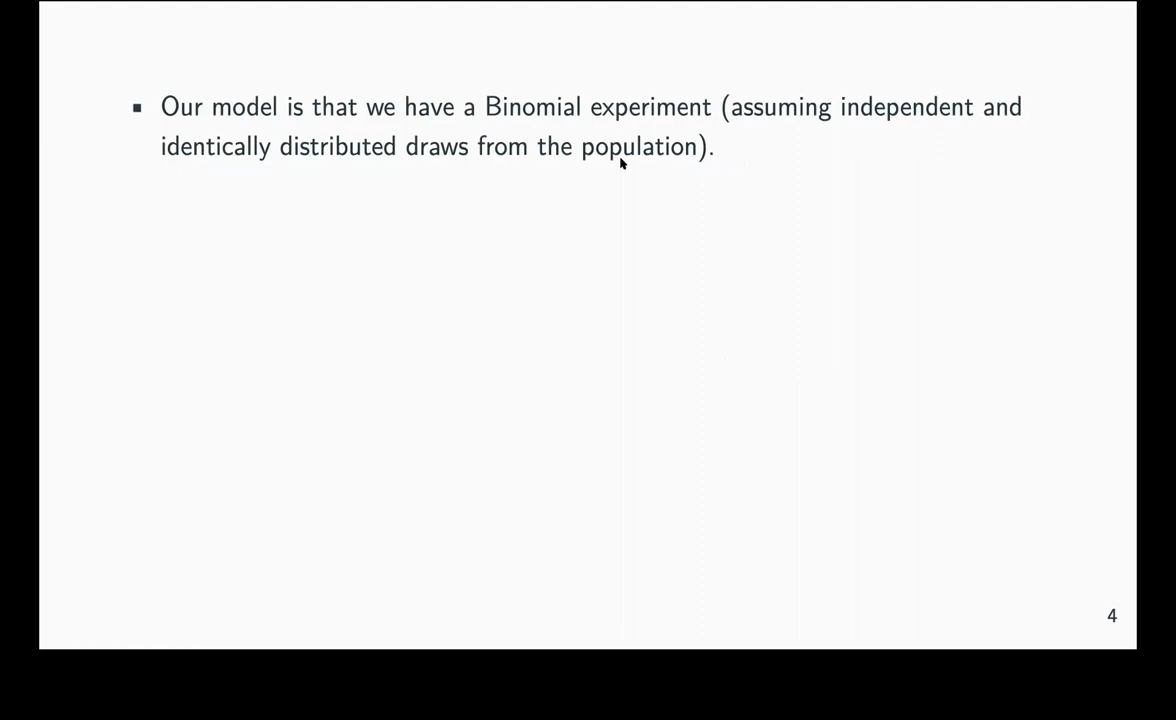 ▪ Our model is that we have a Binomial experiment (assuming independent and
identically distributed draws from the population).
4